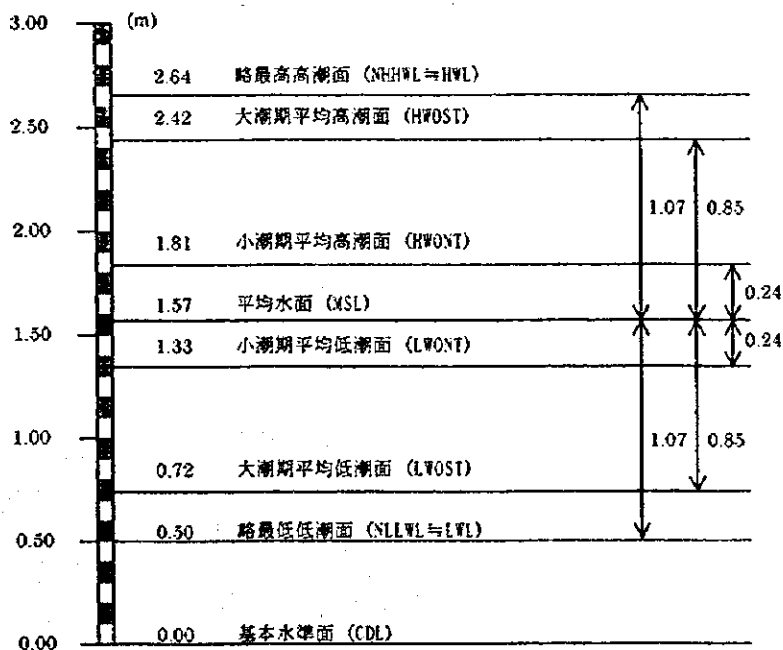 3.00 (m)
2.64 略最高高潮面 (NHHWL≒HWL)
2.50
2.42 大潮期平均高潮面 (HWOST)
1.07 0.85
2.00
1.81 小潮期平均高潮面 (HWONT)
0.24
1.57 平均水面 (MSL)
1.50
1.33 小潮期平均低潮面 (LWONT)
0.24
1.00
1.07 0.85
0.72 大潮期平均低潮面 (LWOST)
0.50
0.50 略最低低潮面 (NLLWL≒LWL)
0.00
0.00 基本水準面 (CDL)